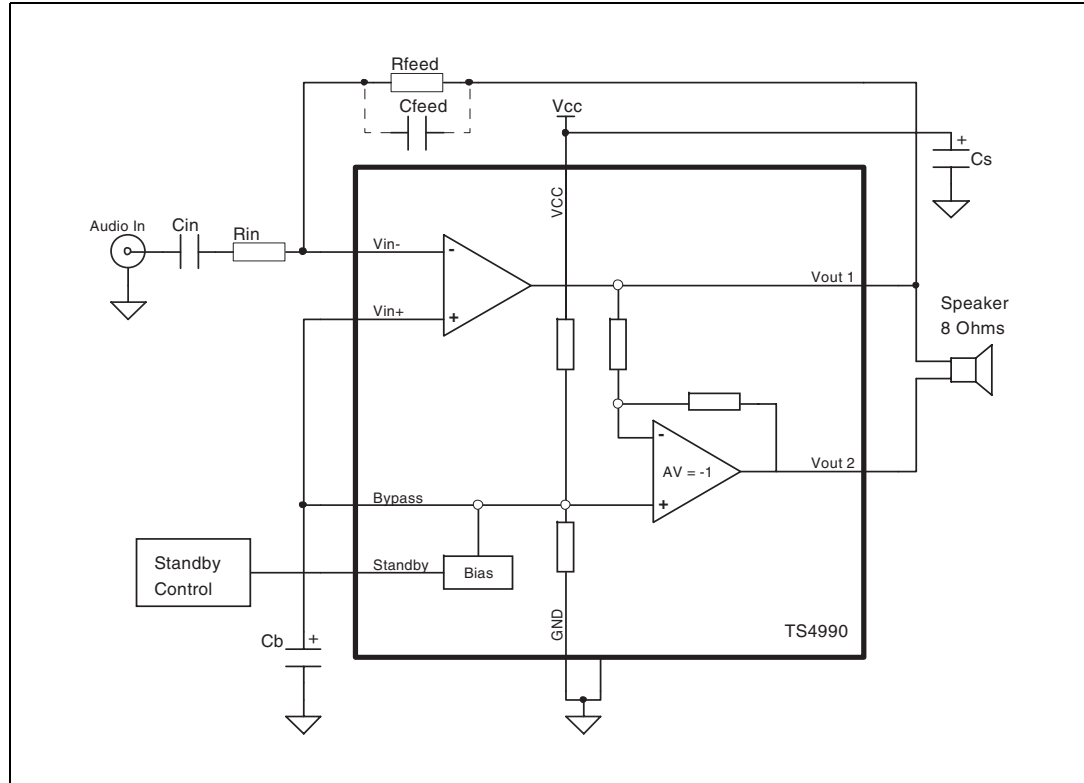 Rfeed
Cfeed
Vcc
+
Cs
VCC
Audio In
Cin
Rin
Vin-
-
Vout 1
Vin+
+
Speaker
8 Ohms
-
AV = -1
Vout 2
+
Bypass
Standby
Control
Standby
Bias
GND
TS4990
Cb
+